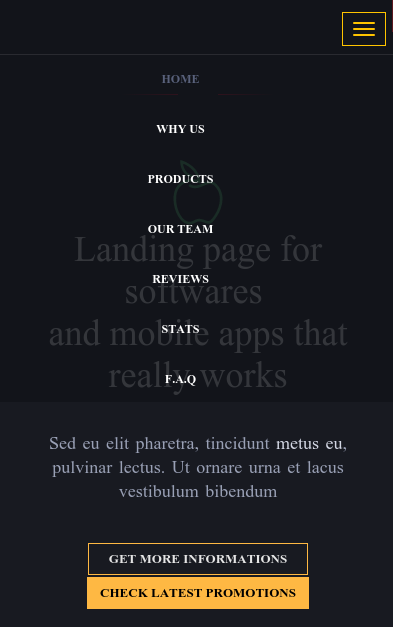 HOME
WHY US
PRODUCTS
OUR TEAM
Landing page for
REVIEWS
softwares
STATS
and mobile apps that
really works
F.A.Q
Sed eu elit pharetra, tincidunt metus eu,
pulvinar lectus. Ut ornare urna et lacus
vestibulum bibendum
GET MORE INFORMATIONS
CHECK LATEST PROMOTIONS